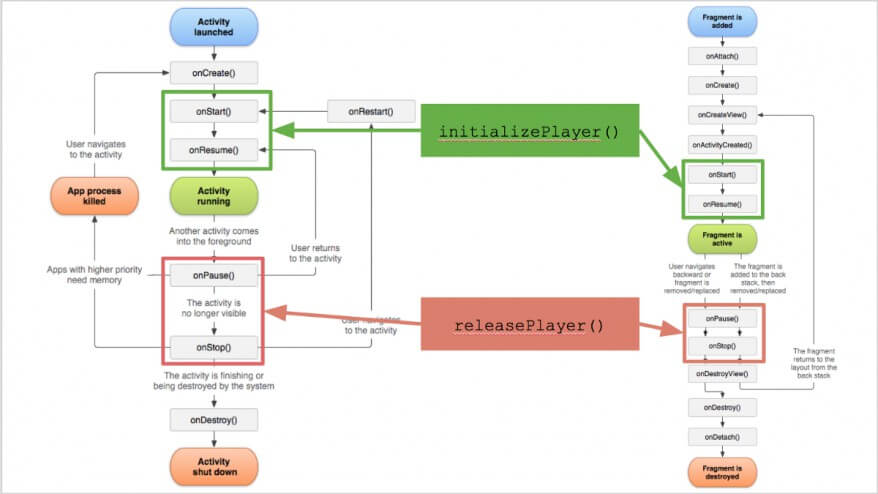 Activity
launched
onCreate()
onStart()
onRestart()
onResume()
User navigates
to the activity
App process
killed
Activity
running
Another activity comes
into the foreground
User returns
to the activity
Apps with higher priority
need memory
onPause()
The activity is
no longer visible
User navigates
to the activity
onStop()
The activity is finishing or
being destroyed by the system
onDestroy()
Activity
shut down
initializePlayer()
releasePlayer()
Fragment is
added
onAttach()
onCreate()
onCreateView()
onActivityCreated()
onStart()
onResume()
Fragment is
active
User navigates
backward or
fragment is
removed/replaced
The fragment is
added to the back
stack, then
removed/replaced
onPause()
onStop()
The fragment
returns to the
layout from the
back stack
onDestroyView()
onDestroy()
onDetach()
Fragment is
destroyed